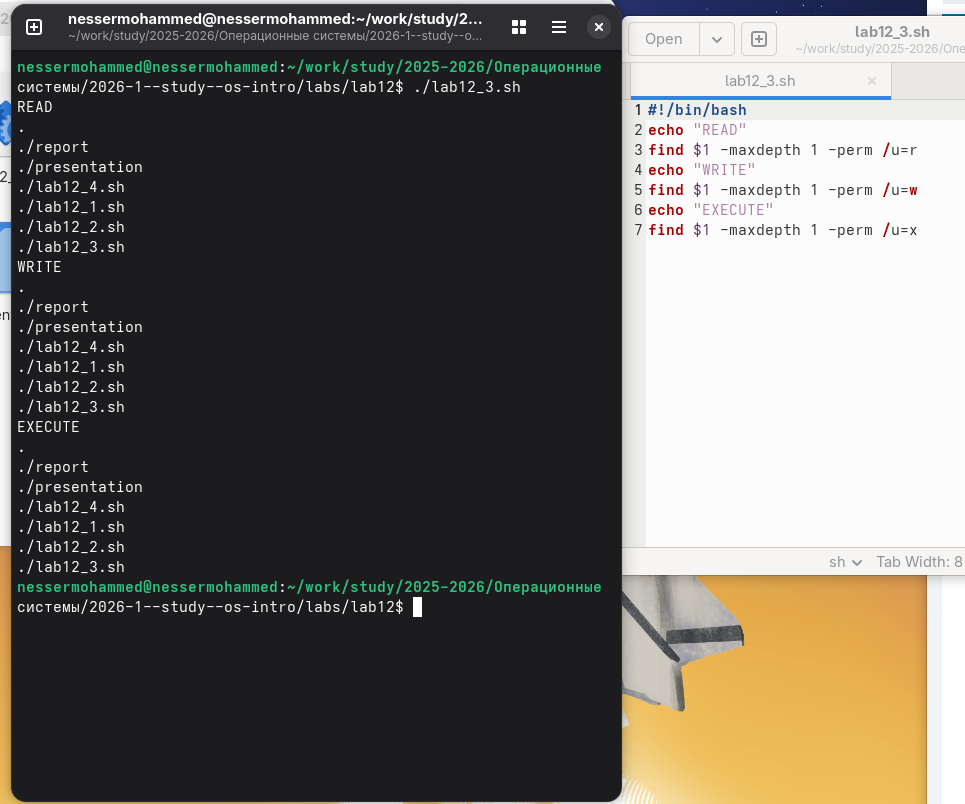 nessermohammed@nessermohammed:~/work/study/2...
~/work/study/2025-2026/Операционные системы/2026-1--study--o...
nessermohammed@nessermohammed:~/work/study/2025-2026/Операционные
системы/2026-1--study--os-intro/labs/lab12$ ./lab12_3.sh
READ
.
./report
./presentation
./lab12_4.sh
./lab12_1.sh
./lab12_2.sh
./lab12_3.sh
WRITE
.
./report
./presentation
./lab12_4.sh
./lab12_1.sh
./lab12_2.sh
./lab12_3.sh
EXECUTE
.
./report
./presentation
./lab12_4.sh
./lab12_1.sh
./lab12_2.sh
./lab12_3.sh
nessermohammed@nessermohammed:~/work/study/2025-2026/Операционные
системы/2026-1--study--os-intro/labs/lab12$
Open
lab12_3.sh
~/work/study/2025-2026/Опе
lab12_3.sh
1 #!/bin/bash
2 echo "READ"
3 find $1 -maxdepth 1 -perm /u=r
4 echo "WRITE"
5 find $1 -maxdepth 1 -perm /u=w
6 echo "EXECUTE"
7 find $1 -maxdepth 1 -perm /u=x
sh
Tab Width: 8